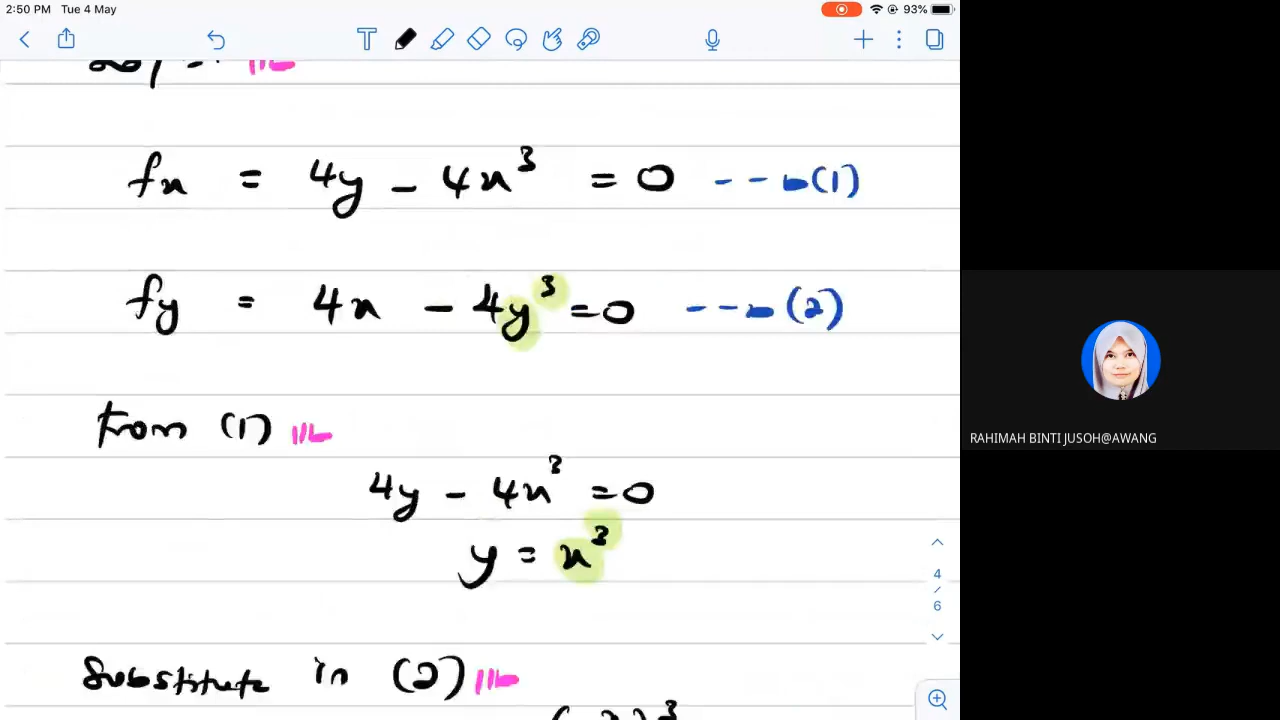 2:50 PM Tue 4 May 93%
fx = 4y - 4x³ = 0 ---(1)
fy = 4x - 4y³ = 0 ---(2)
from (1)
4y - 4x³ = 0
y = x³
RAHIMAH BINTI JUSOH@AWANG
4
/
6
Substitute in (2)